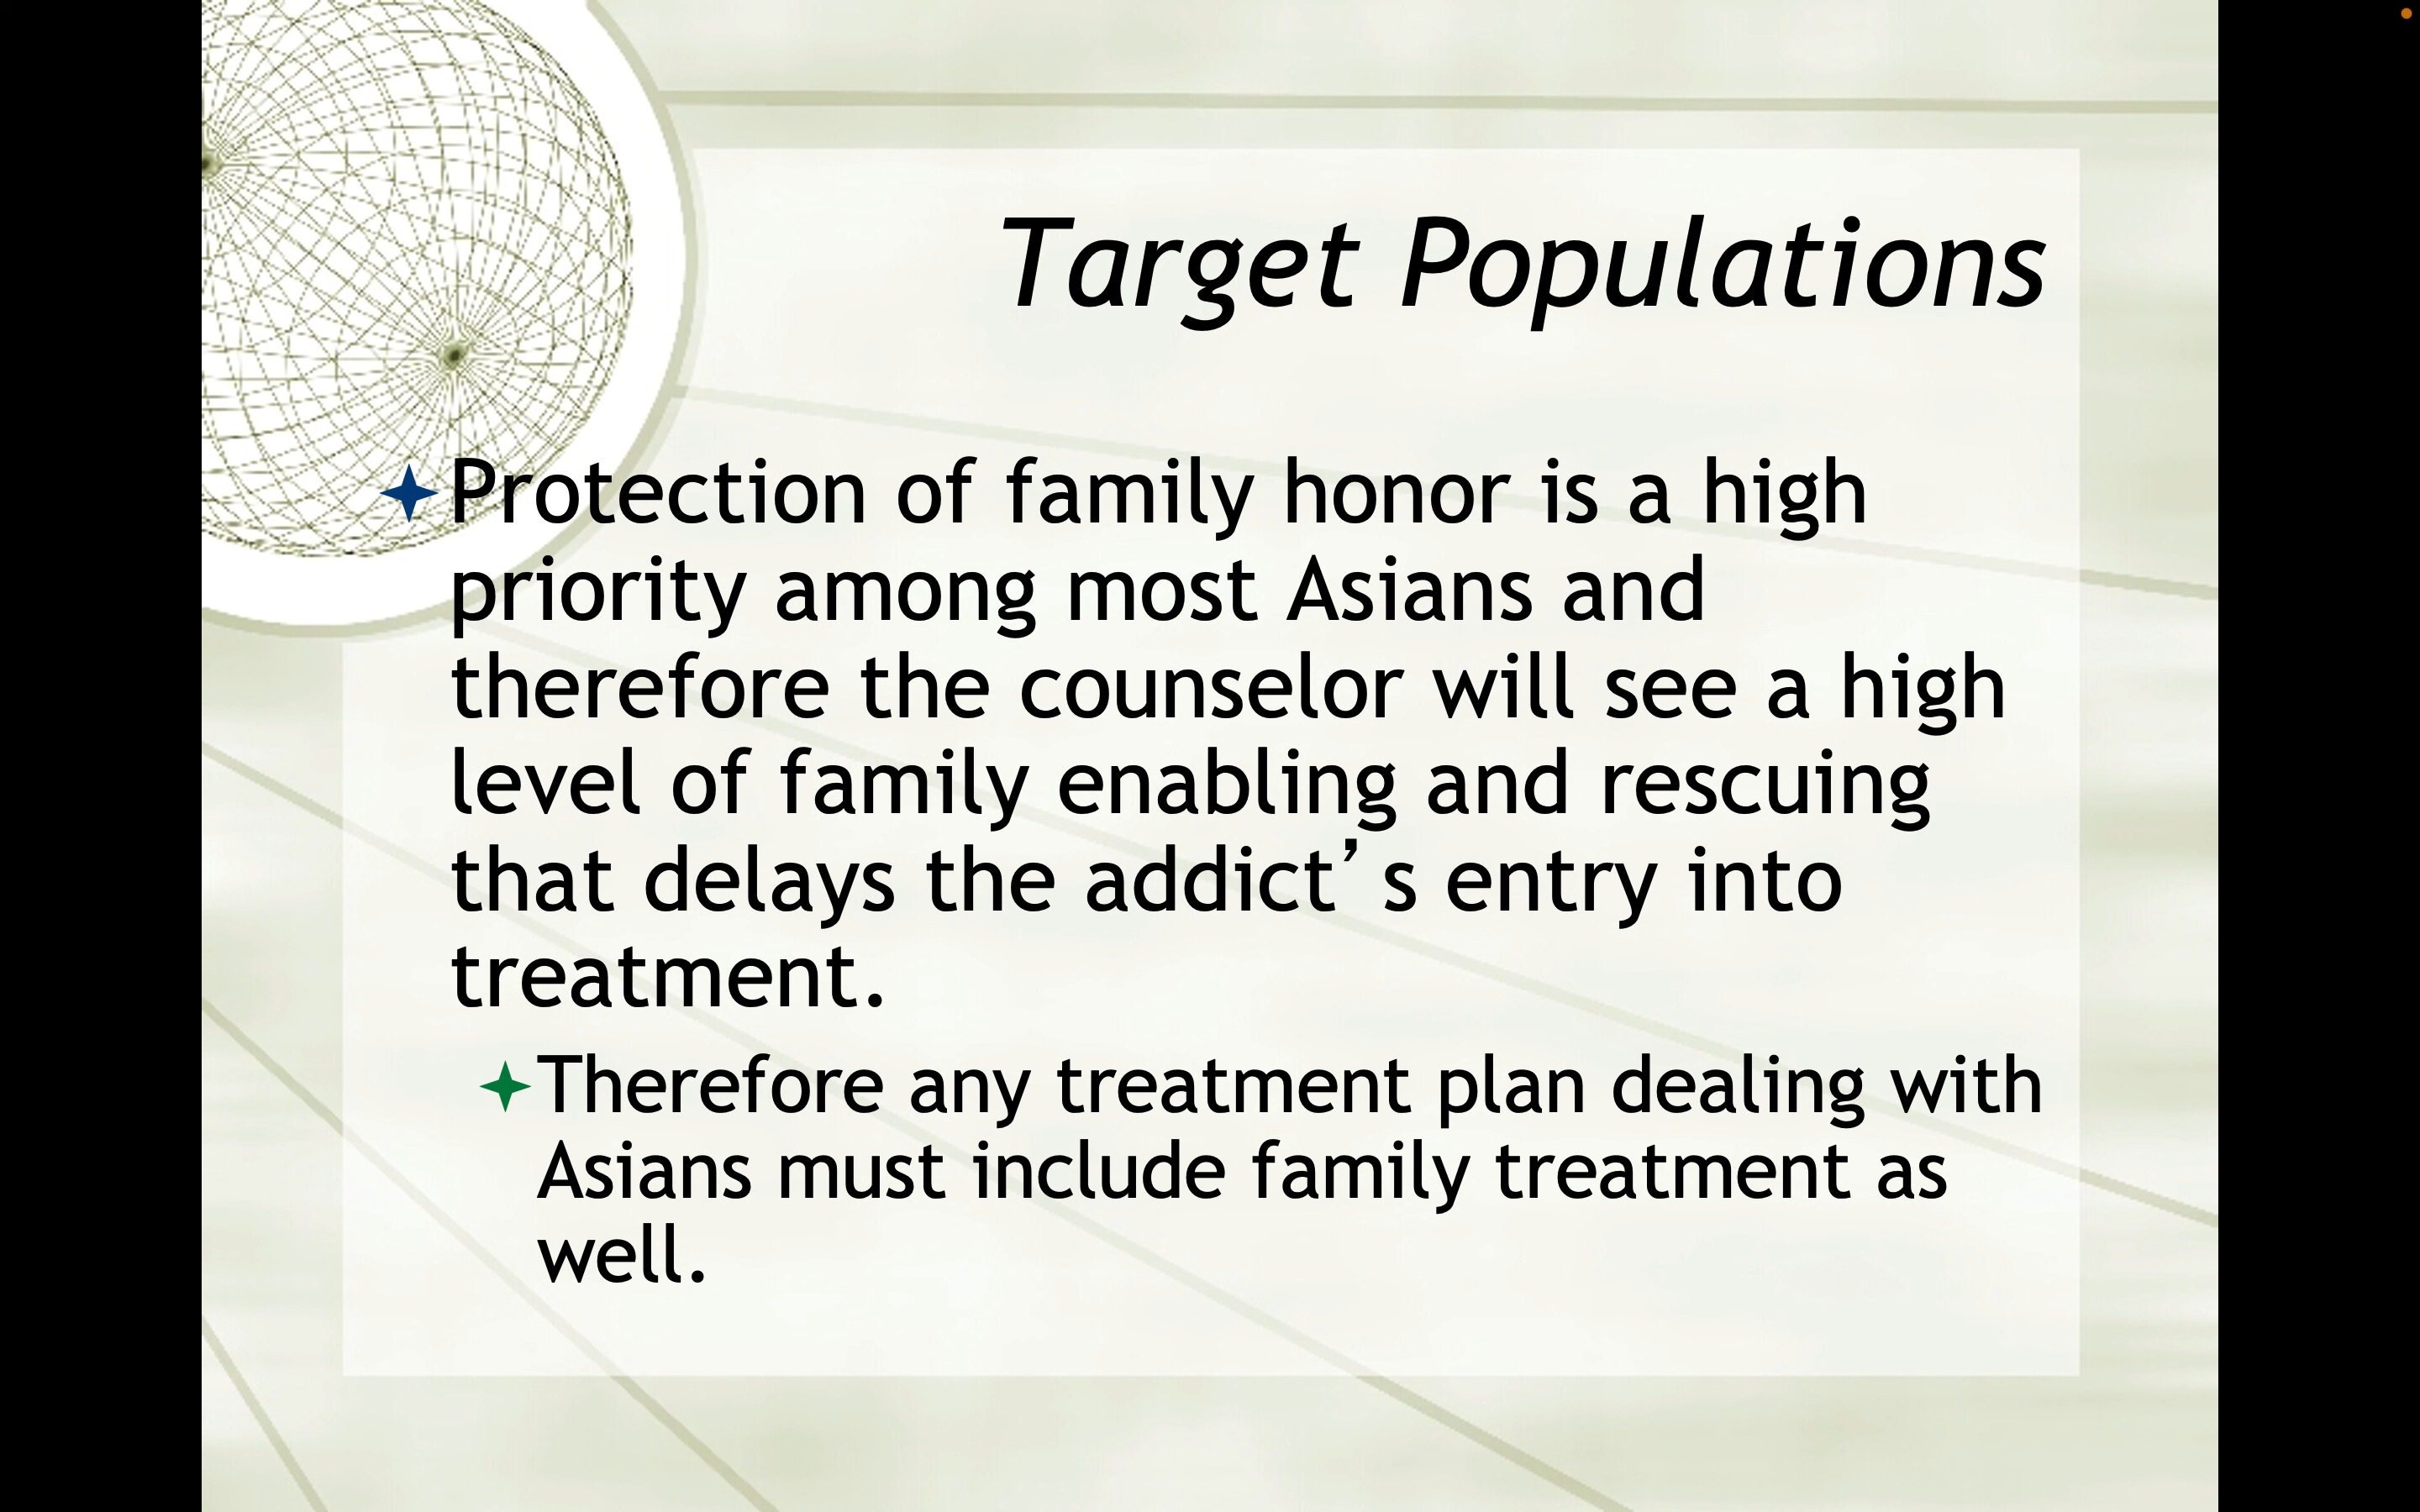 Target Populations
Protection of family honor is a high
priority among most Asians and
therefore the counselor will see a high
level of family enabling and rescuing
that delays the addict’s entry into
treatment.
Therefore any treatment plan dealing with
Asians must include family treatment as
well.